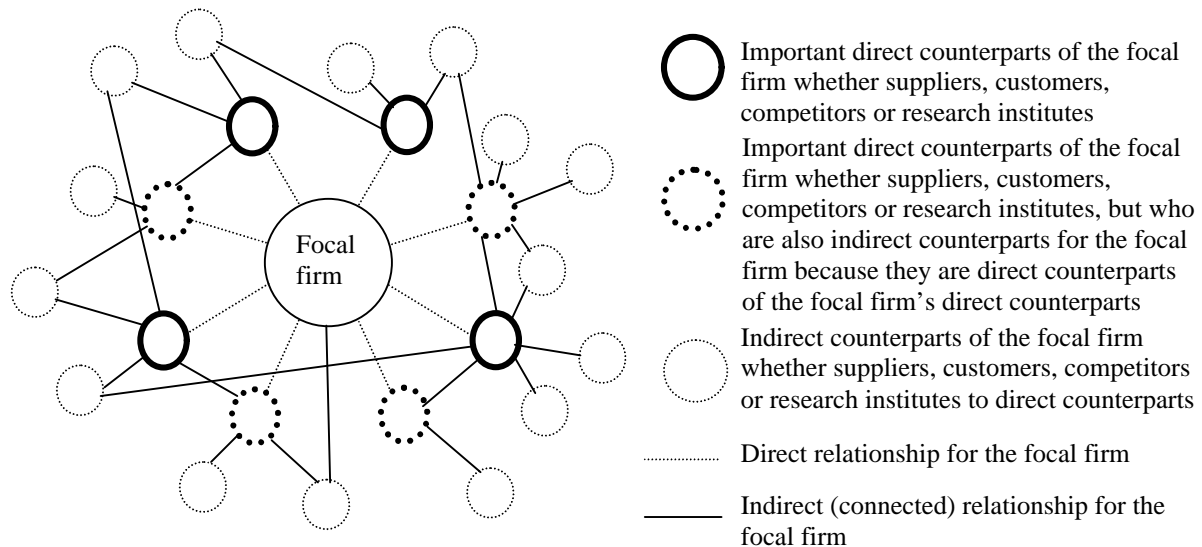 Focal
firm
Important direct counterparts of the focal
firm whether suppliers, customers,
competitors or research institutes
Important direct counterparts of the focal
firm whether suppliers, customers,
competitors or research institutes, but who
are also indirect counterparts for the focal
firm because they are direct counterparts
of the focal firm’s direct counterparts
Indirect counterparts of the focal firm
whether suppliers, customers, competitors
or research institutes to direct counterparts
Direct relationship for the focal firm
Indirect (connected) relationship for the
focal firm